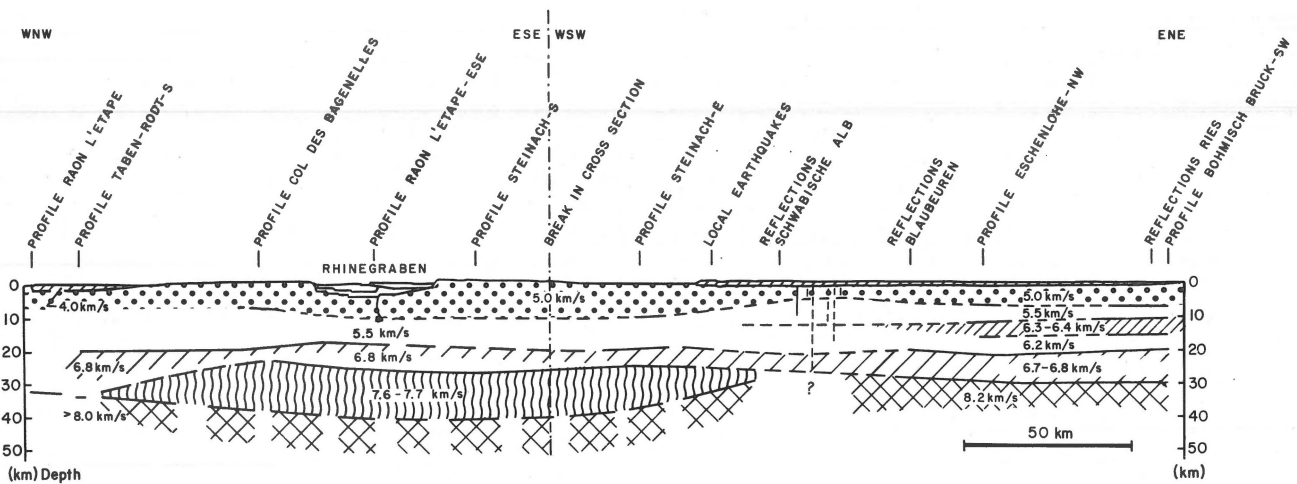 WNW
ESE
WSW
ENE
PROFILE RAON L'ETAPE
PROFILE TABEN-RODT-S
PROFILE COL DES BAGENELLES
PROFILE RAON L'ETAPE-ESE
PROFILE STEINACH-S
BREAK IN CROSS SECTION
PROFILE STEINACH-E
LOCAL EARTHQUAKES
REFLECTIONS
SCHWABISCHE ALB
REFLECTIONS
BLAUBEUREN
PROFILE ESCHENLOHE-NW
REFLECTIONS RIES
PROFILE BOHMISCH BRUCK-SW
RHINEGRABEN
0
10
20
30
40
50
(km) Depth
4.0 km/s
5.0 km/s
5.0 km/s
5.5 km/s
5.5 km/s
6.3-6.4 km/s
6.2 km/s
6.8 km/s
6.8 km/s
6.7-6.8 km/s
7.6-7.7 km/s
>8.0 km/s
?
8.2 km/s
50 km
0
10
20
30
40
50
(km)